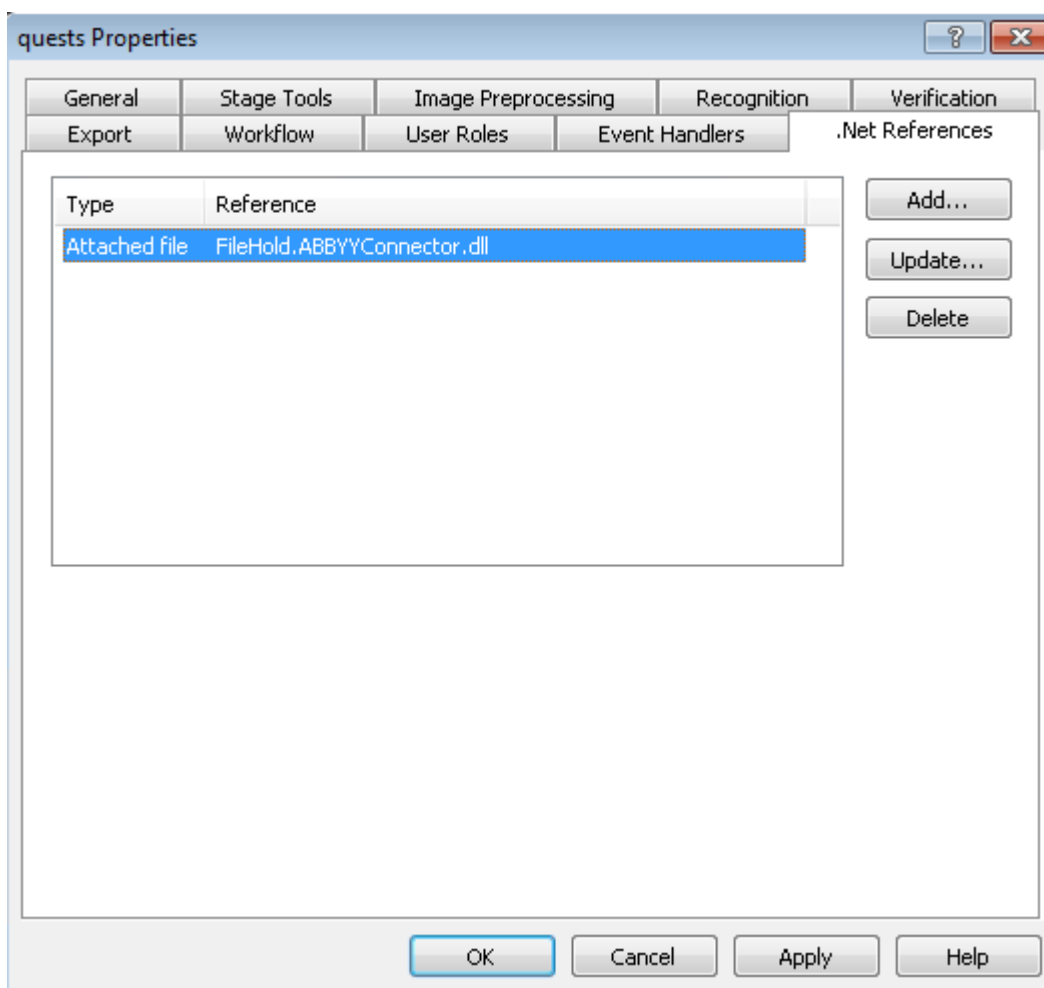 quests Properties
General Stage Tools Image Preprocessing Recognition Verification
Export Workflow User Roles Event Handlers .Net References
Type Reference
Attached file FileHold.ABBYYConnector.dll
Add...
Update...
Delete
OK Cancel Apply Help